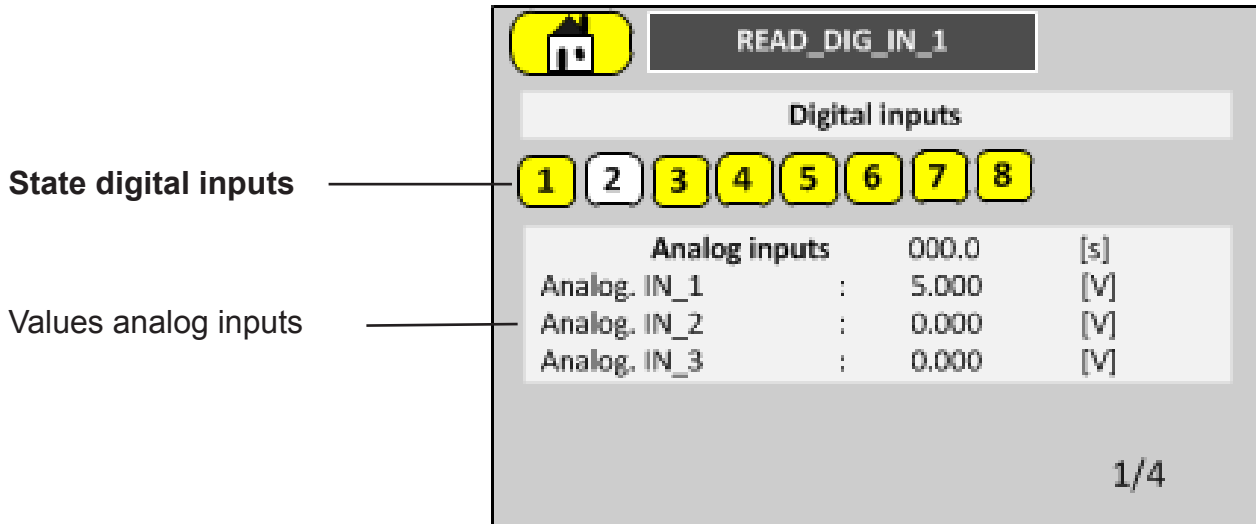 READ_DIG_IN_1
Digital inputs
State digital inputs
1 2 3 4 5 6 7 8
Analog inputs 000.0 [s]
Analog. IN_1 : 5.000 [V]
Values analog inputs
Analog. IN_2 : 0.000 [V]
Analog. IN_3 : 0.000 [V]
1/4